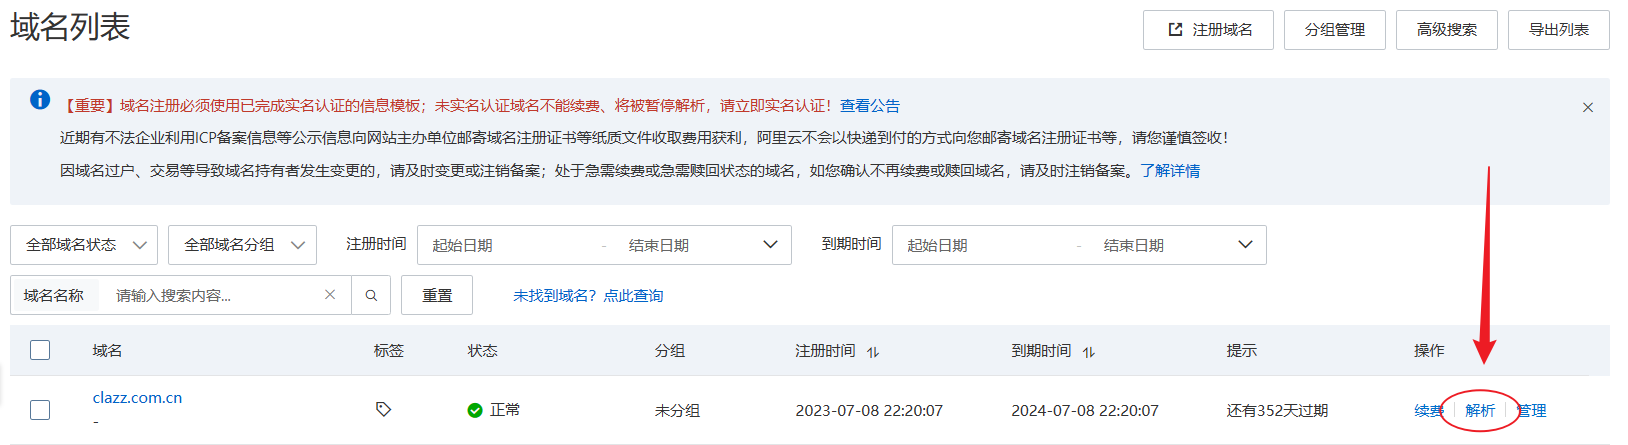 域名列表
注册域名 分组管理 高级搜索 导出列表
【重要】域名注册必须使用已完成实名认证的信息模板；未实名认证域名不能续费、将被暂停解析，请立即实名认证！查看公告
近期有不法企业利用ICP备案信息等公示信息向网站主办单位邮寄域名注册证书等纸质文件收取费用获利，阿里云不会以快递到付的方式向您邮寄域名注册证书等，请您谨慎签收！
因域名过户、交易等导致域名持有者发生变更的，请及时变更或注销备案；处于急需续费或急需赎回状态的域名，如您确认不再续费或赎回域名，请及时注销备案。了解详情
全部域名状态 全部域名分组 注册时间 起始日期 - 结束日期 到期时间 起始日期 - 结束日期
域名名称 请输入搜索内容... 重置 未找到域名？点此查询
域名 标签 状态 分组 注册时间 到期时间 提示 操作
clazz.com.cn 正常 未分组 2023-07-08 22:20:07 2024-07-08 22:20:07 还有352天过期 续费 解析 管理
-